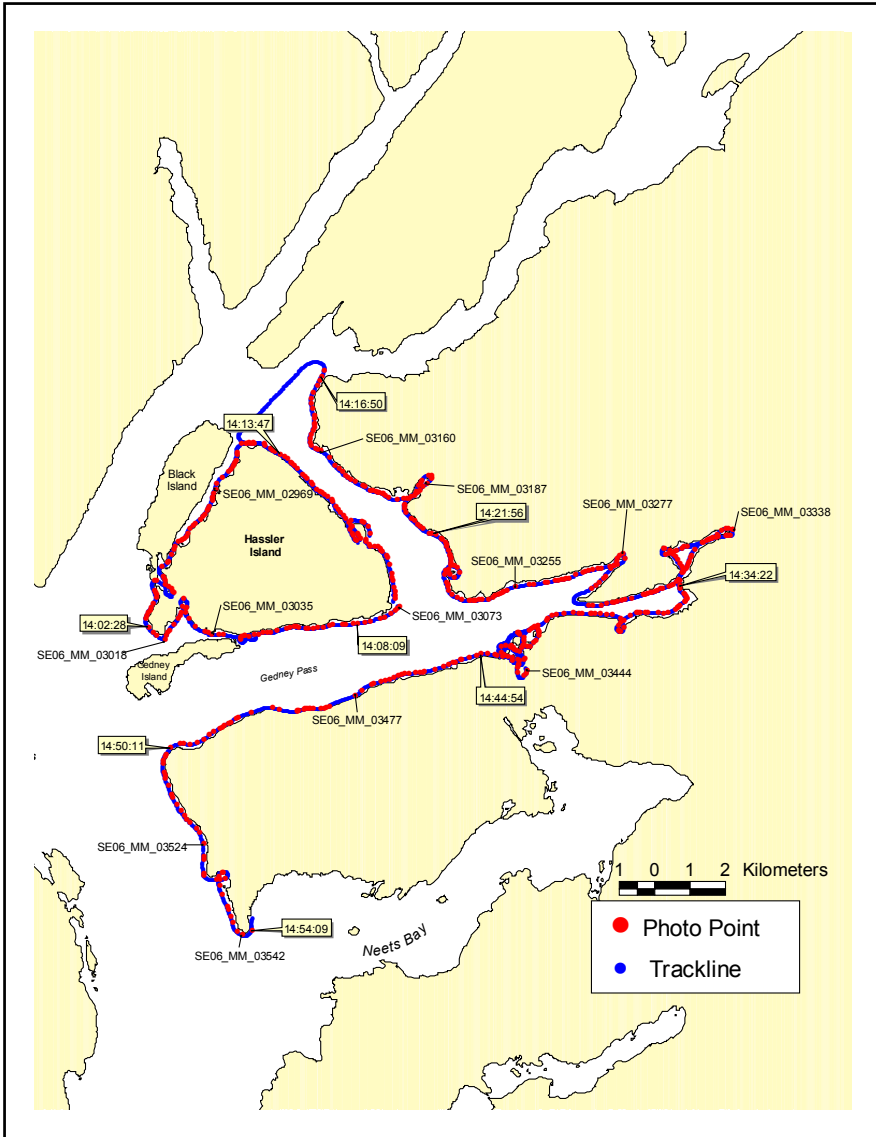 14:16:50
14:13:47
SE06_MM_03160
Black
Island
SE06_MM_03187
SE06_MM_02969
14:21:56
SE06_MM_03277
SE06_MM_03338
Hassler
Island
SE06_MM_03255
14:34:22
SE06_MM_03035
14:02:28
SE06_MM_03073
14:08:09
SE06_MM_03018
Gedney
Island
Gedney Pass
SE06_MM_03444
14:44:54
SE06_MM_03477
14:50:11
SE06_MM_03524
1 0 1 2 Kilometers
14:54:09
Neets Bay
SE06_MM_03542
Photo Point
Trackline